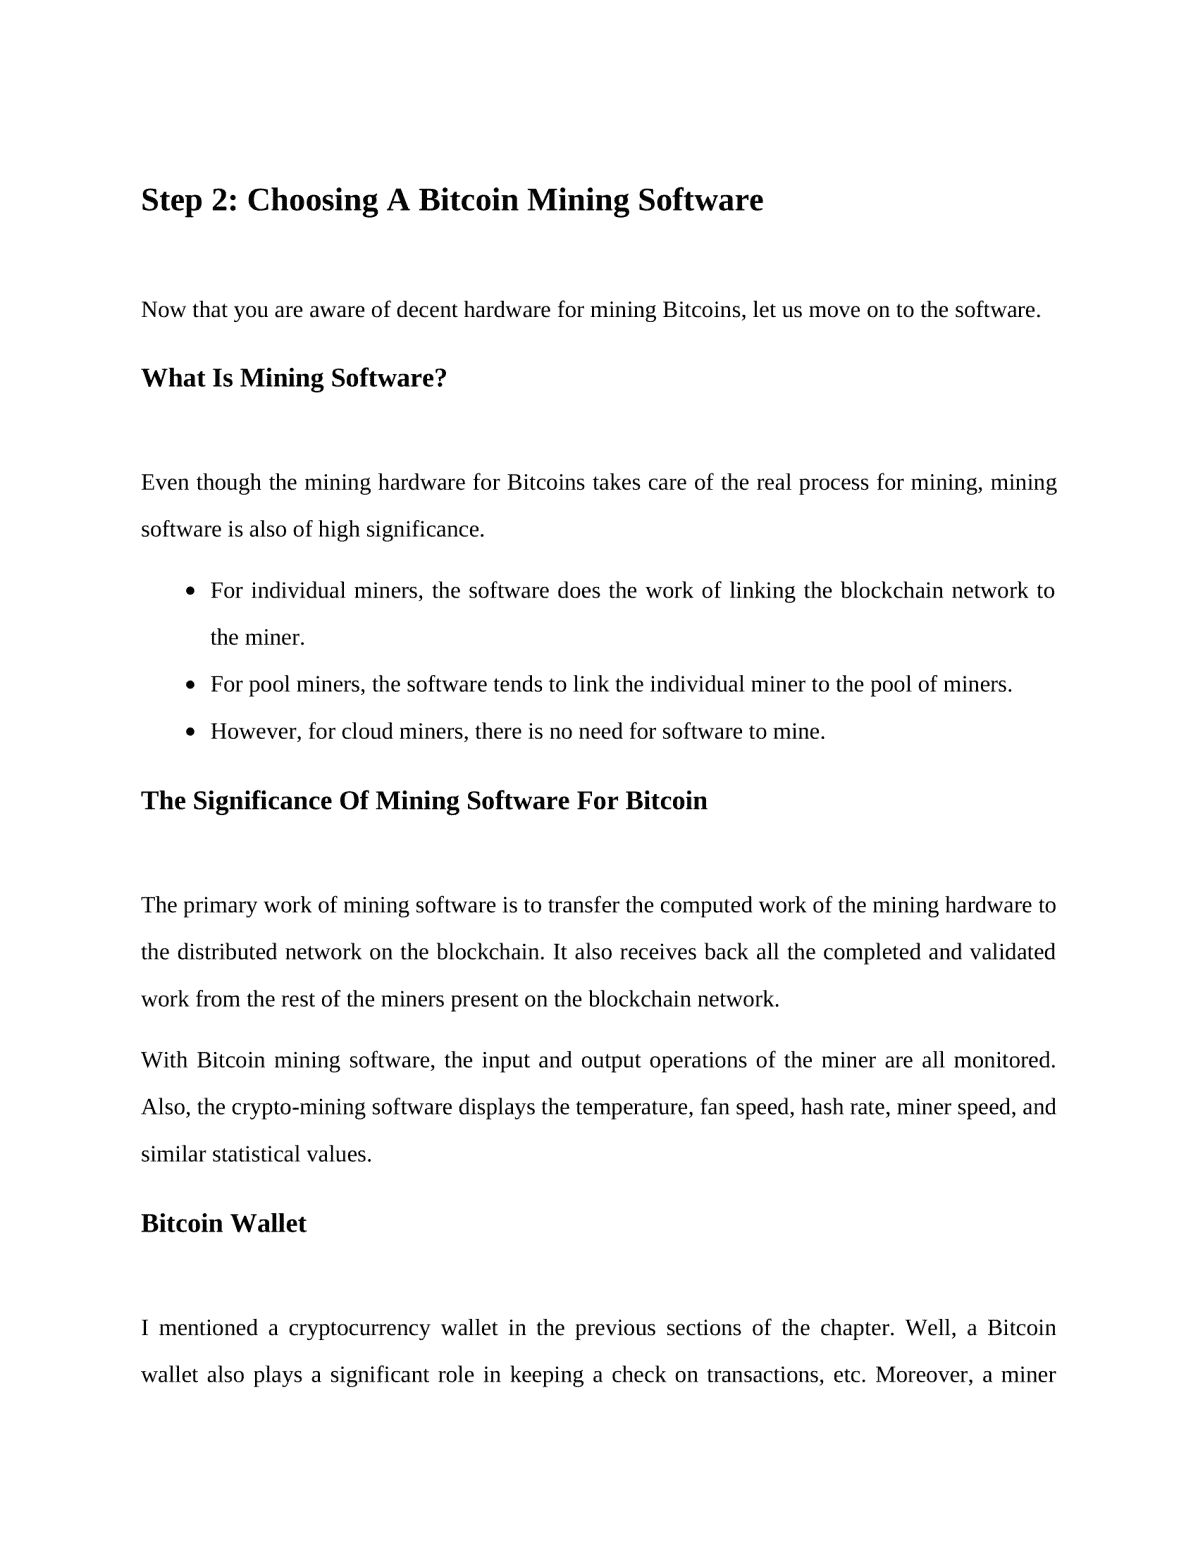 Step 2: Choosing A Bitcoin Mining Software
Now that you are aware of decent hardware for mining Bitcoins, let us move on to the software.
What Is Mining Software?
Even though the mining hardware for Bitcoins takes care of the real process for mining, mining
software is also of high significance.
• For individual miners, the software does the work of linking the blockchain network to
the miner.
• For pool miners, the software tends to link the individual miner to the pool of miners.
• However, for cloud miners, there is no need for software to mine.
The Significance Of Mining Software For Bitcoin
The primary work of mining software is to transfer the computed work of the mining hardware to
the distributed network on the blockchain. It also receives back all the completed and validated
work from the rest of the miners present on the blockchain network.
With Bitcoin mining software, the input and output operations of the miner are all monitored.
Also, the crypto-mining software displays the temperature, fan speed, hash rate, miner speed, and
similar statistical values.
Bitcoin Wallet
I mentioned a cryptocurrency wallet in the previous sections of the chapter. Well, a Bitcoin
wallet also plays a significant role in keeping a check on transactions, etc. Moreover, a miner